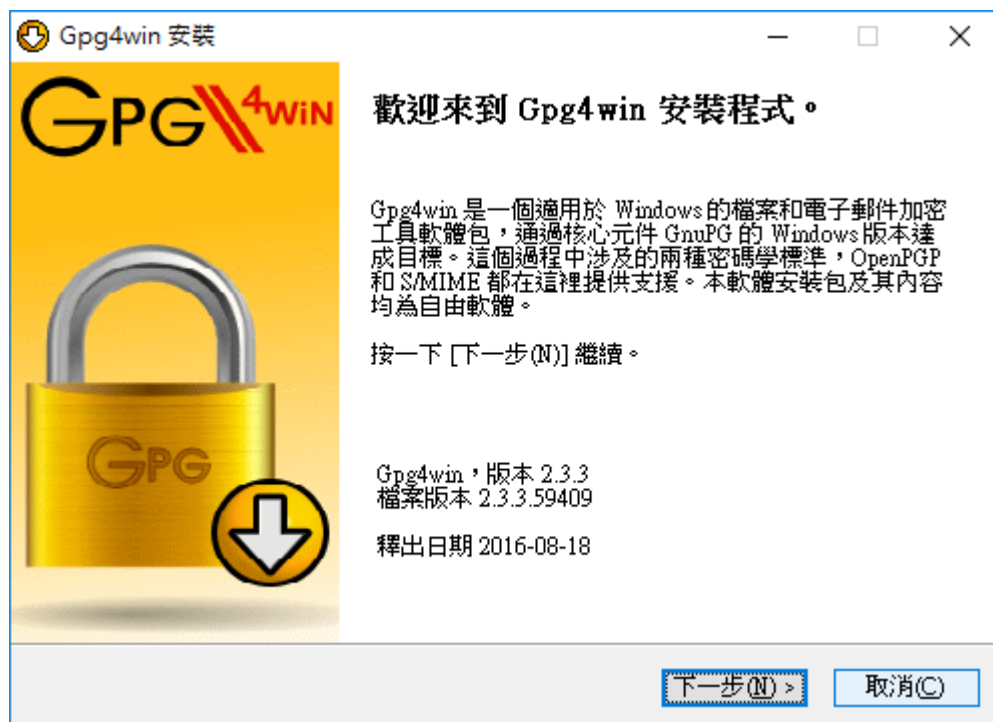 Gpg4win 安裝
GPG4WIN
歡迎來到 Gpg4win 安裝程式。
Gpg4win 是一個適用於 Windows 的檔案和電子郵件加密
工具軟體包，通過核心元件 GnuPG 的 Windows 版本達
成目標。這個過程中涉及的兩種密碼學標準，OpenPGP
和 S/MIME 都在這裡提供支援。本軟體安裝包及其內容
均為自由軟體。
按一下 [下一步(N)] 繼續。
GPG
Gpg4win，版本 2.3.3
檔案版本 2.3.3.59409
釋出日期 2016-08-18
下一步(N) >
取消(C)